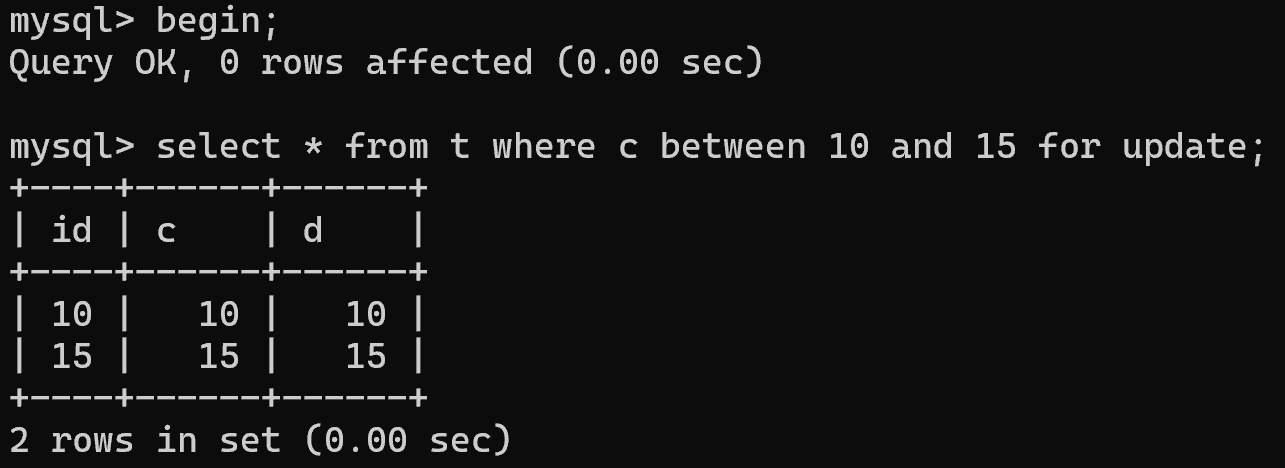 mysql> begin;
Query OK, 0 rows affected (0.00 sec)
mysql> select * from t where c between 10 and 15 for update;
+----+------+------+
| id | c    | d    |
+----+------+------+
| 10 |   10 |   10 |
| 15 |   15 |   15 |
+----+------+------+
2 rows in set (0.00 sec)